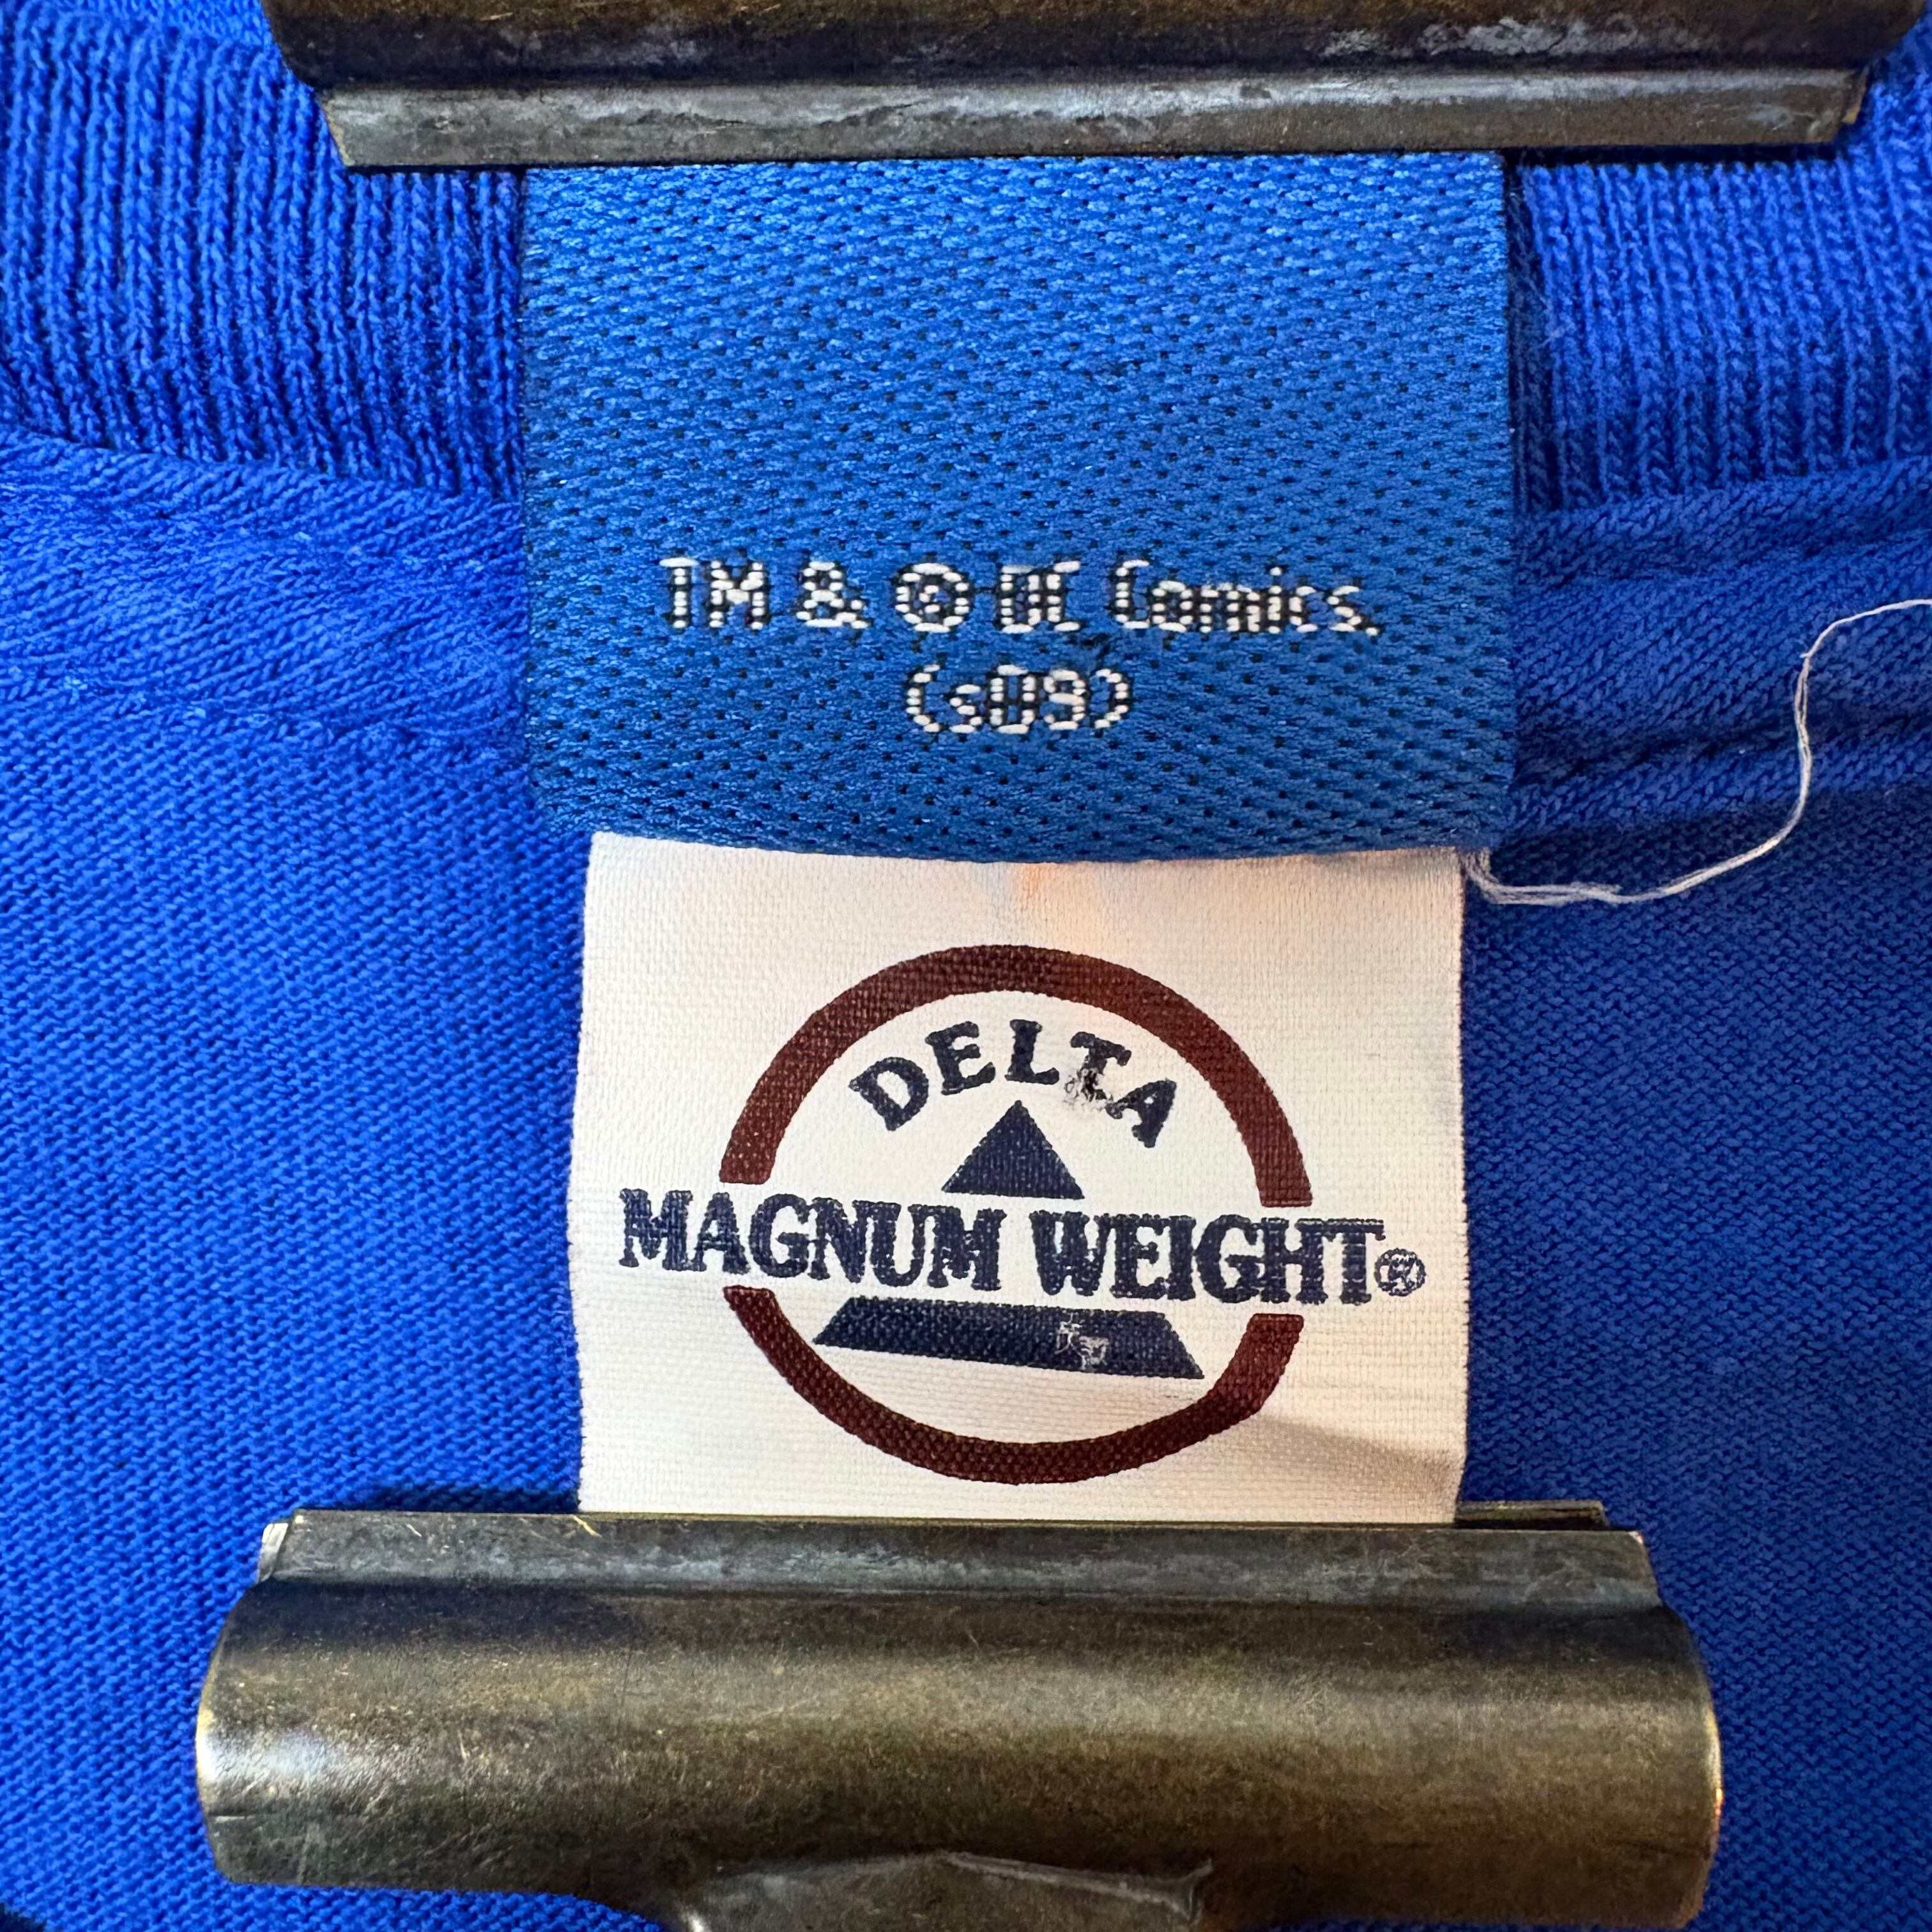 TM & © DC Comics.
(s09)
DELTA
MAGNUM WEIGHT®